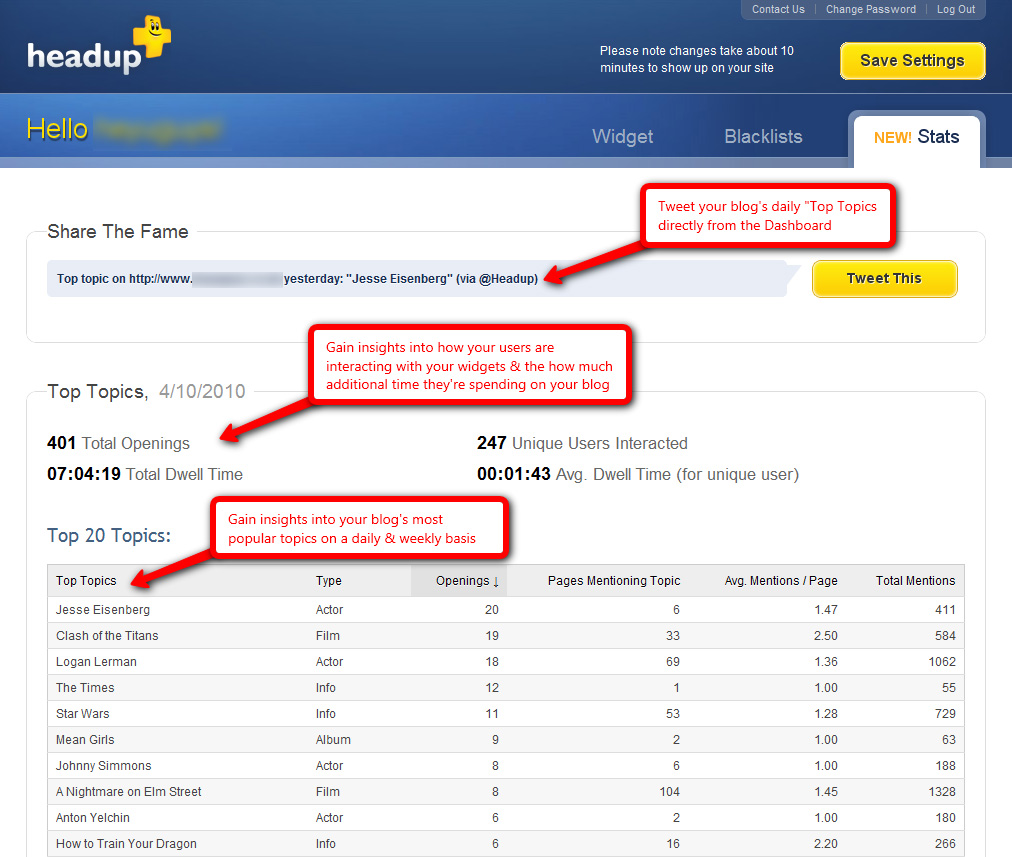 Contact Us | Change Password | Log Out
headup
Please note changes take about 10
minutes to show up on your site
Save Settings
Hello
Widget
Blacklists
NEW! Stats
Tweet your blog's daily "Top Topics
directly from the Dashboard
Share The Fame
Top topic on http://www. yesterday: "Jesse Eisenberg" (via @Headup)
Tweet This
Gain insights into how your users are
interacting with your widgets & the how much
additional time they're spending on your blog
Top Topics, 4/10/2010
401 Total Openings
247 Unique Users Interacted
07:04:19 Total Dwell Time
00:01:43 Avg. Dwell Time (for unique user)
Gain insights into your blog's most
popular topics on a daily & weekly basis
Top 20 Topics:
Top Topics Type Openings ↓ Pages Mentioning Topic Avg. Mentions / Page Total Mentions
Jesse Eisenberg Actor 20 6 1.47 411
Clash of the Titans Film 19 33 2.50 584
Logan Lerman Actor 18 69 1.36 1062
The Times Info 12 1 1.00 55
Star Wars Info 11 53 1.28 729
Mean Girls Album 9 2 1.00 63
Johnny Simmons Actor 8 6 1.00 188
A Nightmare on Elm Street Film 8 104 1.45 1328
Anton Yelchin Actor 6 2 1.00 180
How to Train Your Dragon Info 6 16 2.20 266